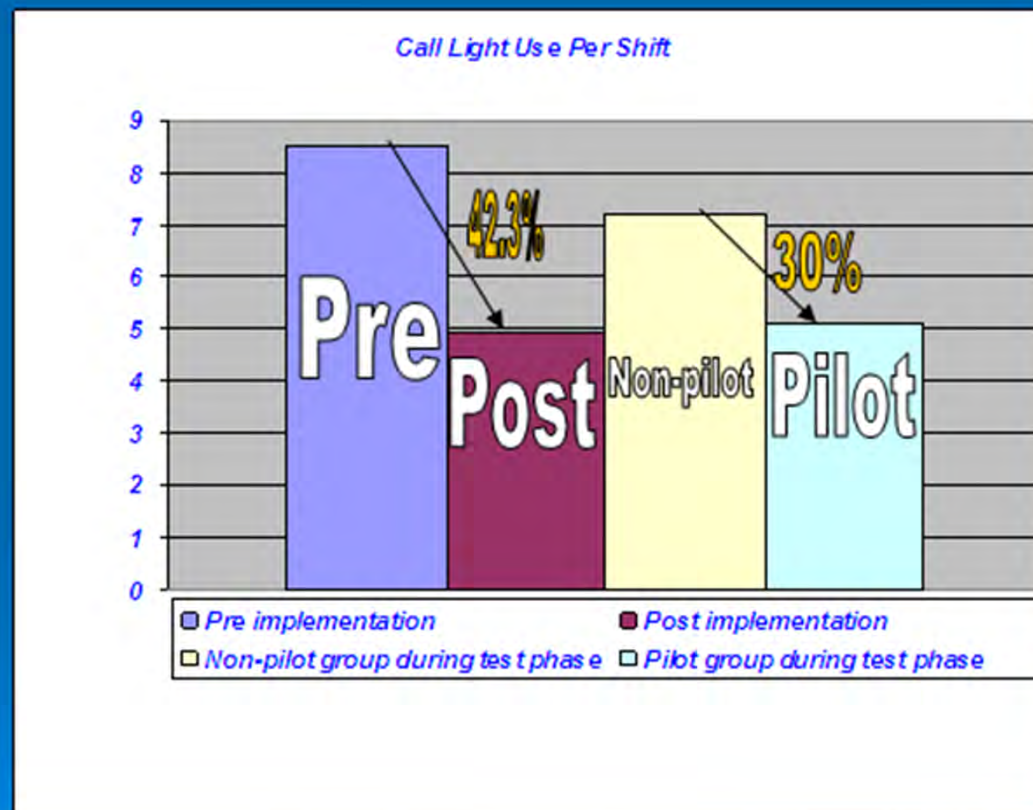 Call Light Use Per Shift
9
8
7
6
5
4
3
2
1
0
42.3%
30%
Pre
Post
Non-pilot
Pilot
Pre implementation
Post implementation
Non-pilot group during test phase
Pilot group during test phase